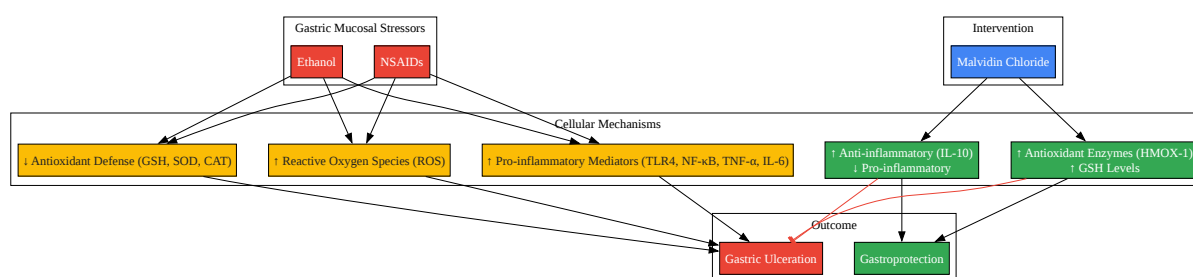 Gastric Mucosal Stressors
Intervention
Ethanol
NSAIDs
Malvidin Chloride
Cellular Mechanisms
↓ Antioxidant Defense (GSH, SOD, CAT)
↑ Reactive Oxygen Species (ROS)
↑ Pro-inflammatory Mediators (TLR4, NF-κB, TNF-α, IL-6)
↑ Anti-inflammatory (IL-10)
↓ Pro-inflammatory
↑ Antioxidant Enzymes (HMOX-1)
↑ GSH Levels
Outcome
Gastric Ulceration
Gastroprotection